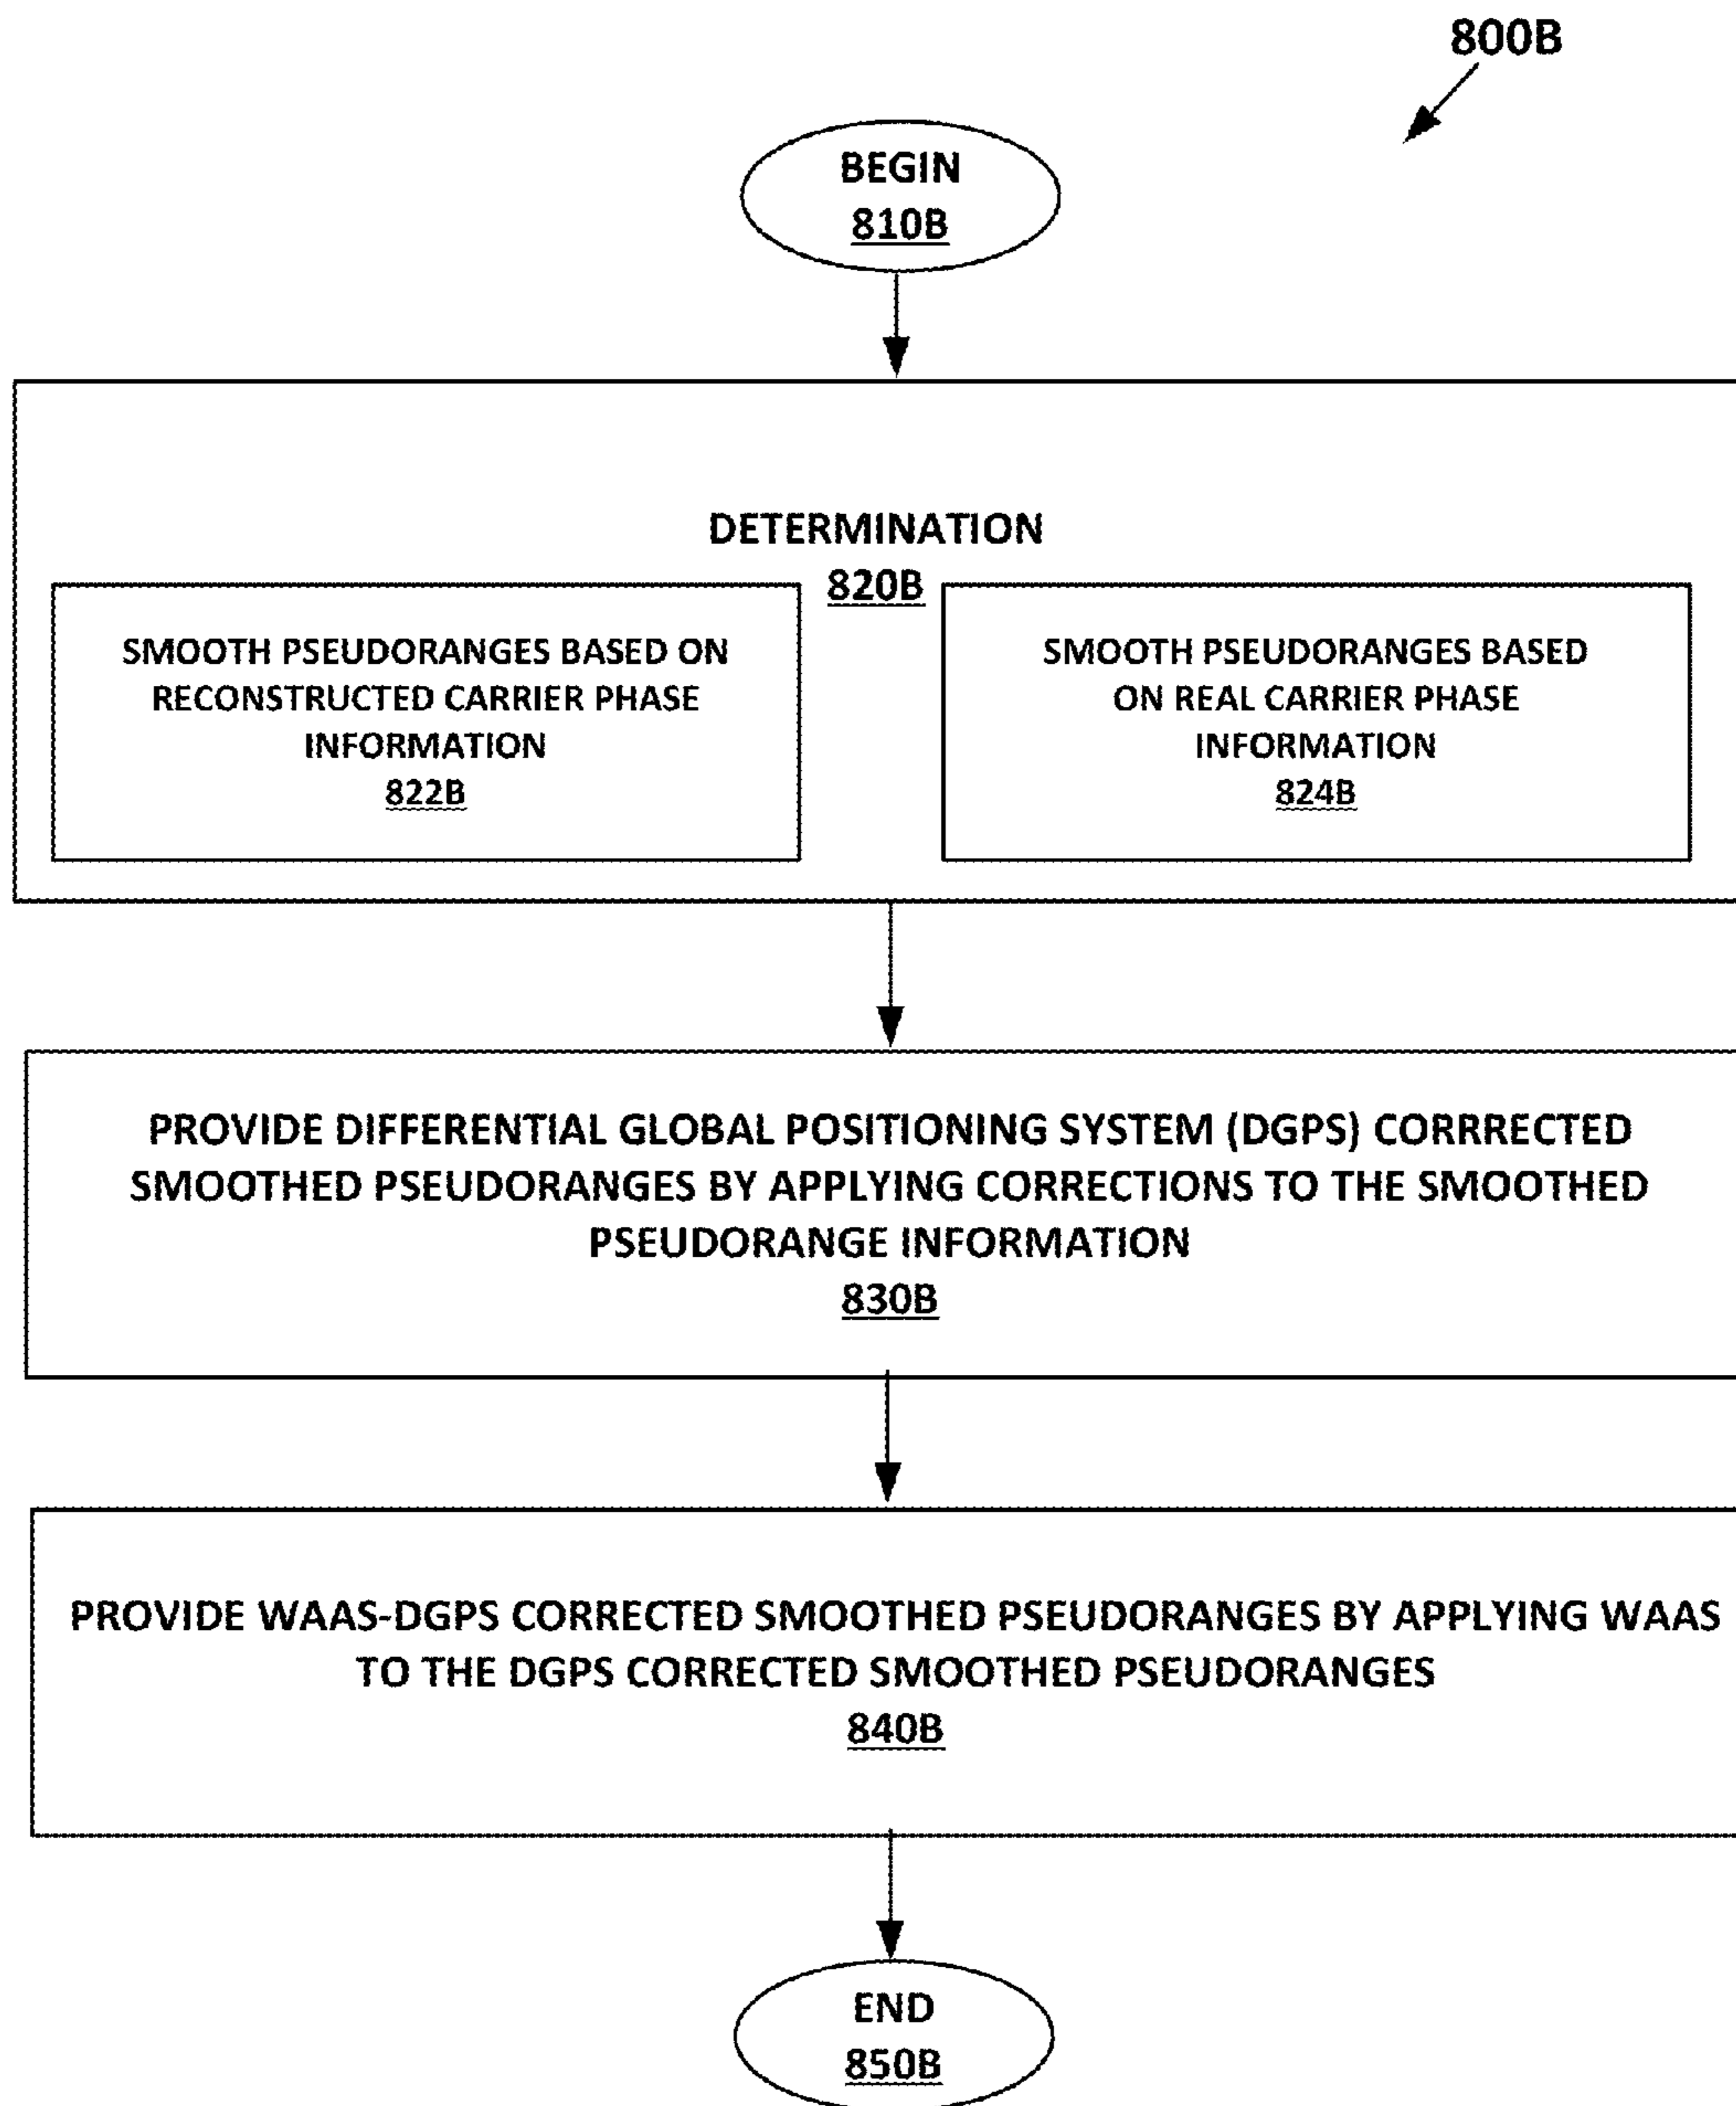 800B
BEGIN
810B
DETERMINATION
820B
SMOOTH PSEUDORANGES BASED ON
RECONSTRUCTED CARRIER PHASE
INFORMATION
822B
SMOOTH PSEUDORANGES BASED
ON REAL CARRIER PHASE
INFORMATION
824B
PROVIDE DIFFERENTIAL GLOBAL POSITIONING SYSTEM (DGPS) CORRRECTED
SMOOTHED PSEUDORANGES BY APPLYING CORRECTIONS TO THE SMOOTHED
PSEUDORANGE INFORMATION
830B
PROVIDE WAAS-DGPS CORRECTED SMOOTHED PSEUDORANGES BY APPLYING WAAS
TO THE DGPS CORRECTED SMOOTHED PSEUDORANGES
840B
END
850B